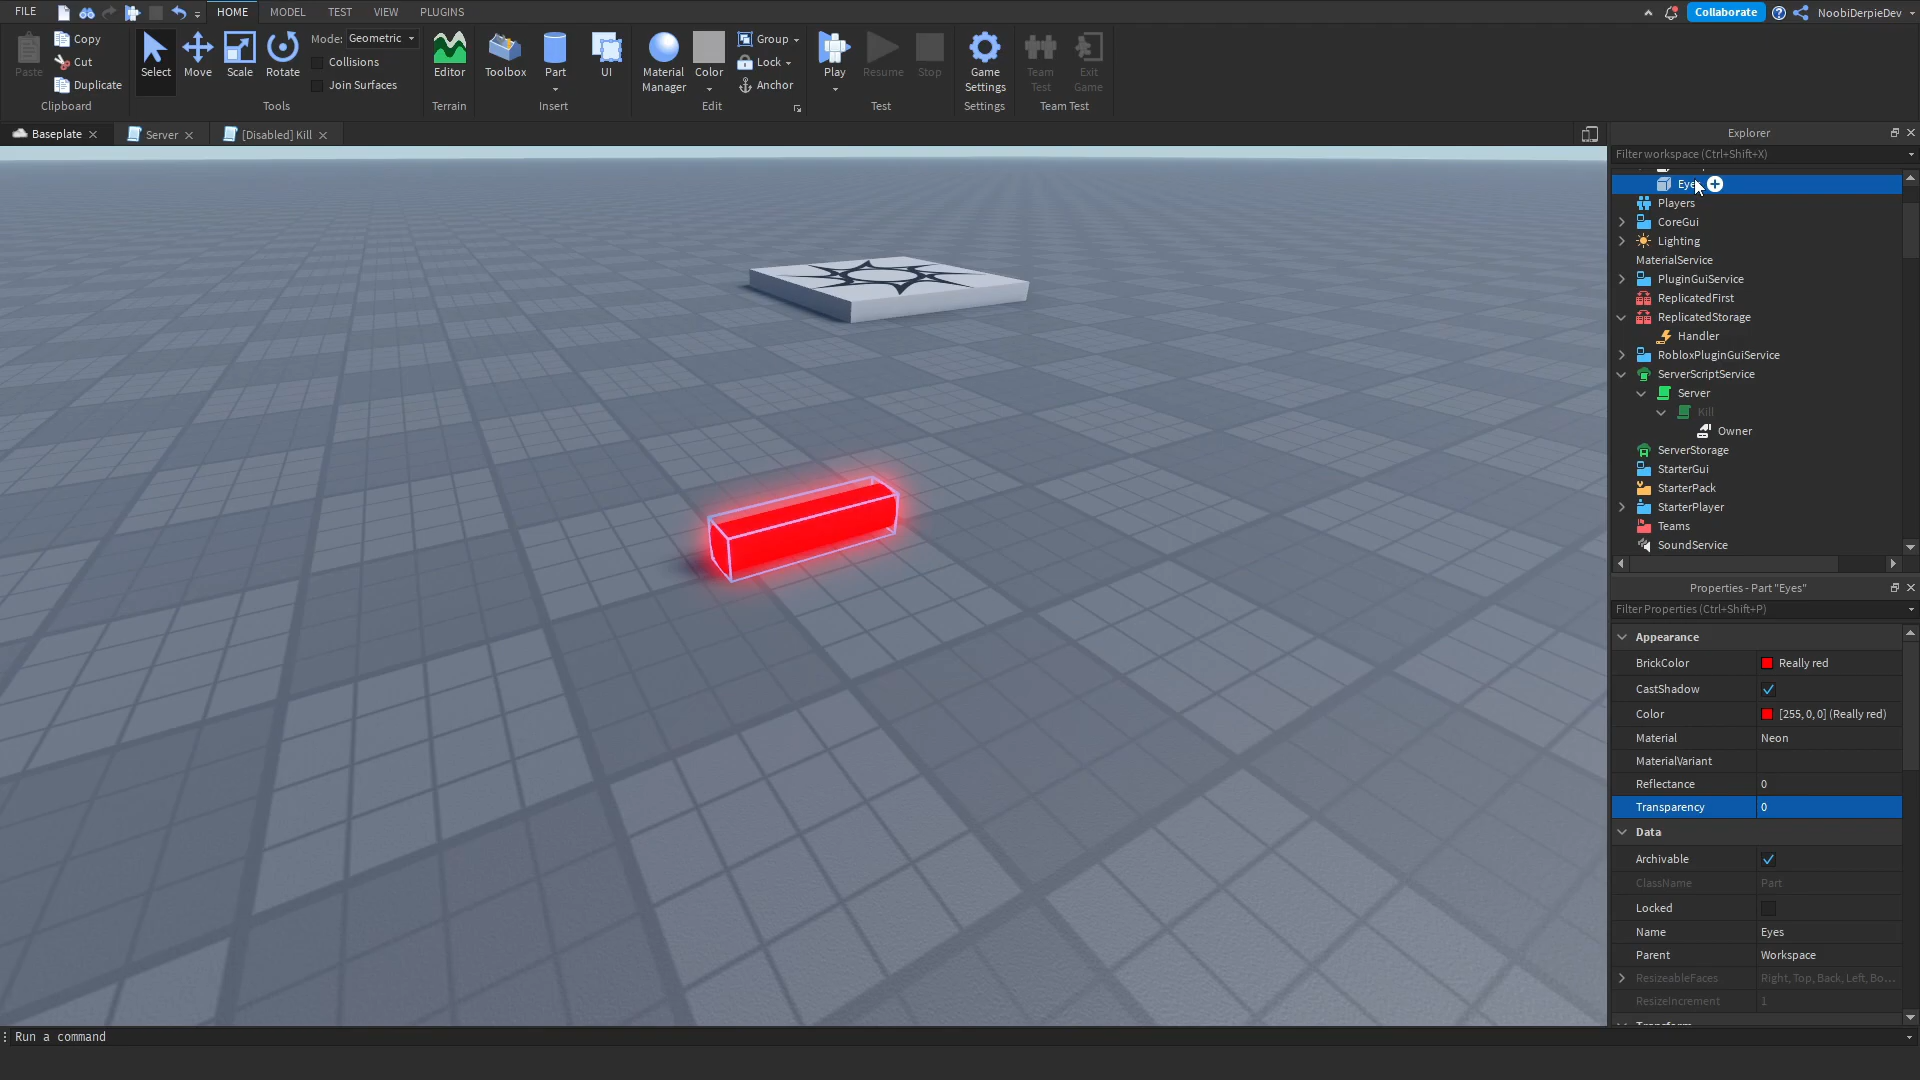 FILE
HOME
MODEL
TEST
VIEW
PLUGINS
Collaborate
NoobiDerpieDev
Paste
Copy
Cut
Duplicate
Clipboard
Select
Move
Scale
Rotate
Mode: Geometric
Collisions
Join Surfaces
Tools
Editor
Terrain
Toolbox
Part
UI
Insert
Material Manager
Color
Group
Lock
Anchor
Edit
Play
Resume
Stop
Test
Game Settings
Settings
Team Test
Exit Game
Team Test
Baseplate
Server
[Disabled] Kill
Explorer
Filter workspace (Ctrl+Shift+X)
Players
CoreGui
Lighting
MaterialService
PluginGuiService
ReplicatedFirst
ReplicatedStorage
Handler
RobloxPluginGuiService
ServerScriptService
Server
Kill
Owner
ServerStorage
StarterGui
StarterPack
StarterPlayer
Teams
SoundService
Properties - Part "Eyes"
Filter Properties (Ctrl+Shift+P)
Appearance
BrickColor Really red
CastShadow
Color [255, 0, 0] (Really red)
Material Neon
MaterialVariant
Reflectance 0
Transparency 0
Data
Archivable
ClassName Part
Locked
Name Eyes
Parent Workspace
ResizeableFaces Right, Top, Back, Left, Bo...
ResizeIncrement 1
Run a command